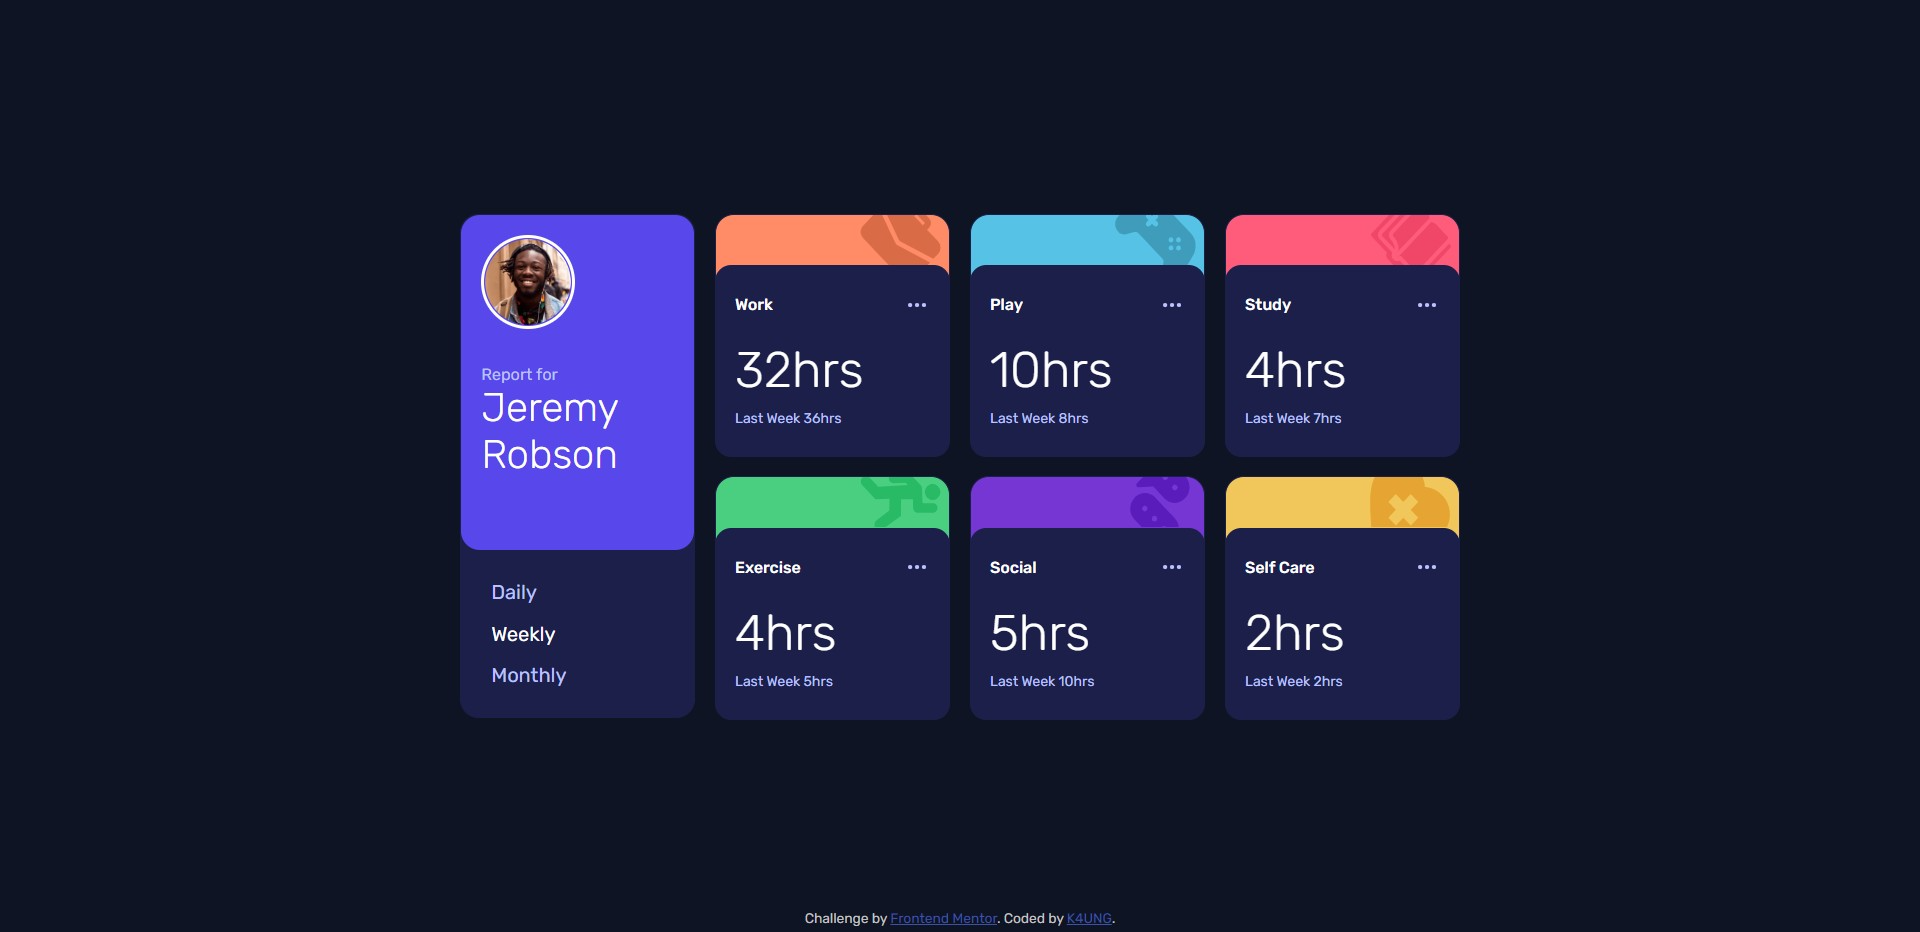 Report for
Jeremy
Robson
Daily
Weekly
Monthly
Work
32hrs
Last Week 36hrs
Play
10hrs
Last Week 8hrs
Study
4hrs
Last Week 7hrs
Exercise
4hrs
Last Week 5hrs
Social
5hrs
Last Week 10hrs
Self Care
2hrs
Last Week 2hrs
Challenge by Frontend Mentor. Coded by K4UNG.